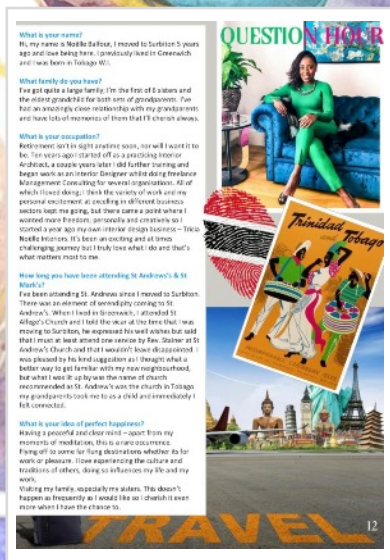 QUESTION HOUR
What is your name?
Hi, my name is Noëlle Balfour, I moved to Surbiton 5 years
ago and love being here. I previously lived in Greenwich
and I was born in Tobago W.I.
What family do you have?
I've got quite a large family; I'm the first of 8 sisters and
the eldest grandchild for both sets of grandparents. I've
had an amazingly close relationship with my grandparents
and have lots of memories of them that I'll cherish always.
What is your occupation?
Retirement isn't in sight anytime soon, nor will I want it to
be. Ten years ago I started off as a practicing Interior
Architect, a couple years later I did further training and
began work as an Interior Designer whilst doing freelance
Management Consulting for several organisations. All of
which I loved doing; I think the variety of work and my
personal excitement at excelling in different business
sectors kept me going, but there came a point where I
wanted more freedom; personally and creatively so I
started a year ago my own interior design business – Tricia
Noëlle Interiors. It's been an exciting and at times
challenging journey but I truly love what I do and that's
what matters most to me.
How long you have been attending St Andrews's & St
Mark's?
I've been attending St. Andrews since I moved to Surbiton.
There was an element of serendipity coming to St.
Andrew's. When I lived in Greenwich, I attended St
Alfege's Church and I told the vicar at the time that I was
moving to Surbiton, he expressed his well wishes but said
that I must at least attend one service by Rev. Stainer at St
Andrew's Church and that I wouldn't leave disappointed. I
was pleased by his kind suggestion as I thought what a
better way to get familiar with my new neighbourhood,
but what I was lit up by was the name of church
recommended as St. Andrew's was the church in Tobago
my grandparents took me to as a child and immediately I
felt connected.
What is your idea of perfect happiness?
Having a peaceful and clear mind – apart from my
moments of meditation, this is a rare occurrence.
Flying off to some far flung destinations whether its for
work or pleasure. I love experiencing the culture and
traditions of others, doing so influences my life and my
work.
Visiting my family, especially my sisters. This doesn't
happen as frequently as I would like so I cherish it even
more when I have the chance to.
Trinidad
and Tobago
TRAVEL
12